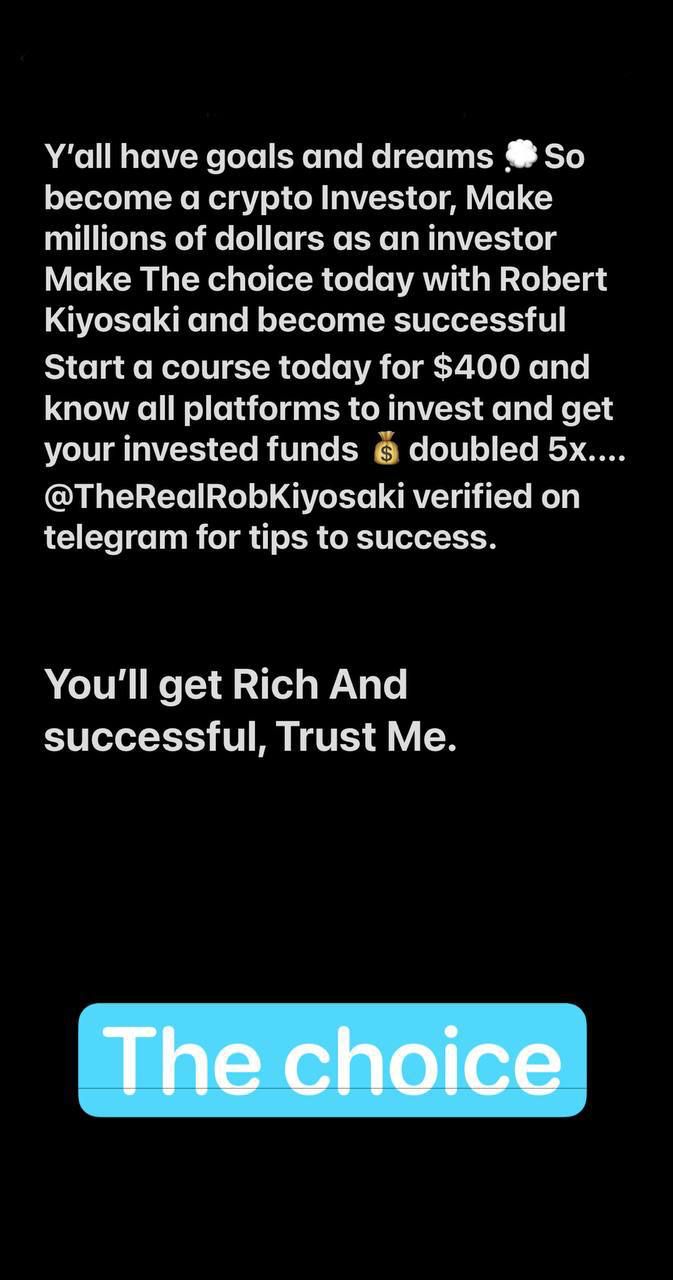 Y’all have goals and dreams 💭 So
become a crypto Investor, Make
millions of dollars as an investor
Make The choice today with Robert
Kiyosaki and become successful
Start a course today for $400 and
know all platforms to invest and get
your invested funds 💰 doubled 5x....
@TheRealRobKiyosaki verified on
telegram for tips to success.
You’ll get Rich And
successful, Trust Me.
The choice